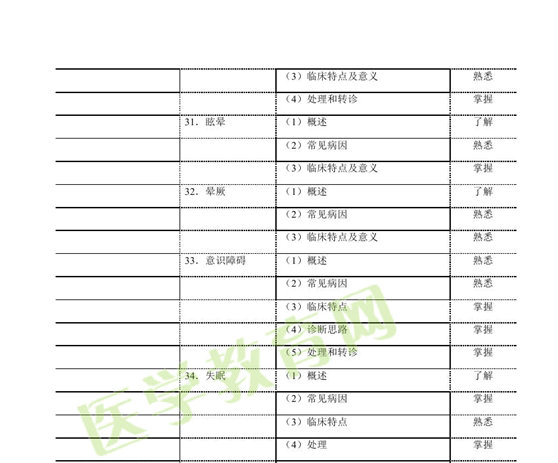 （3）临床特点及意义 熟悉
（4）处理和转诊 掌握
31．眩晕 （1）概述 了解
（2）常见病因 熟悉
（3）临床特点及意义 掌握
32．晕厥 （1）概述 了解
（2）常见病因 熟悉
（3）临床特点及意义 熟悉
33．意识障碍 （1）概述 熟悉
（2）常见病因 熟悉
（3）临床特点 掌握
（4）诊断思路 掌握
（5）处理和转诊 掌握
34．失眠 （1）概述 了解
（2）常见病因 掌握
（3）临床特点 熟悉
（4）处理 掌握
医学教育网